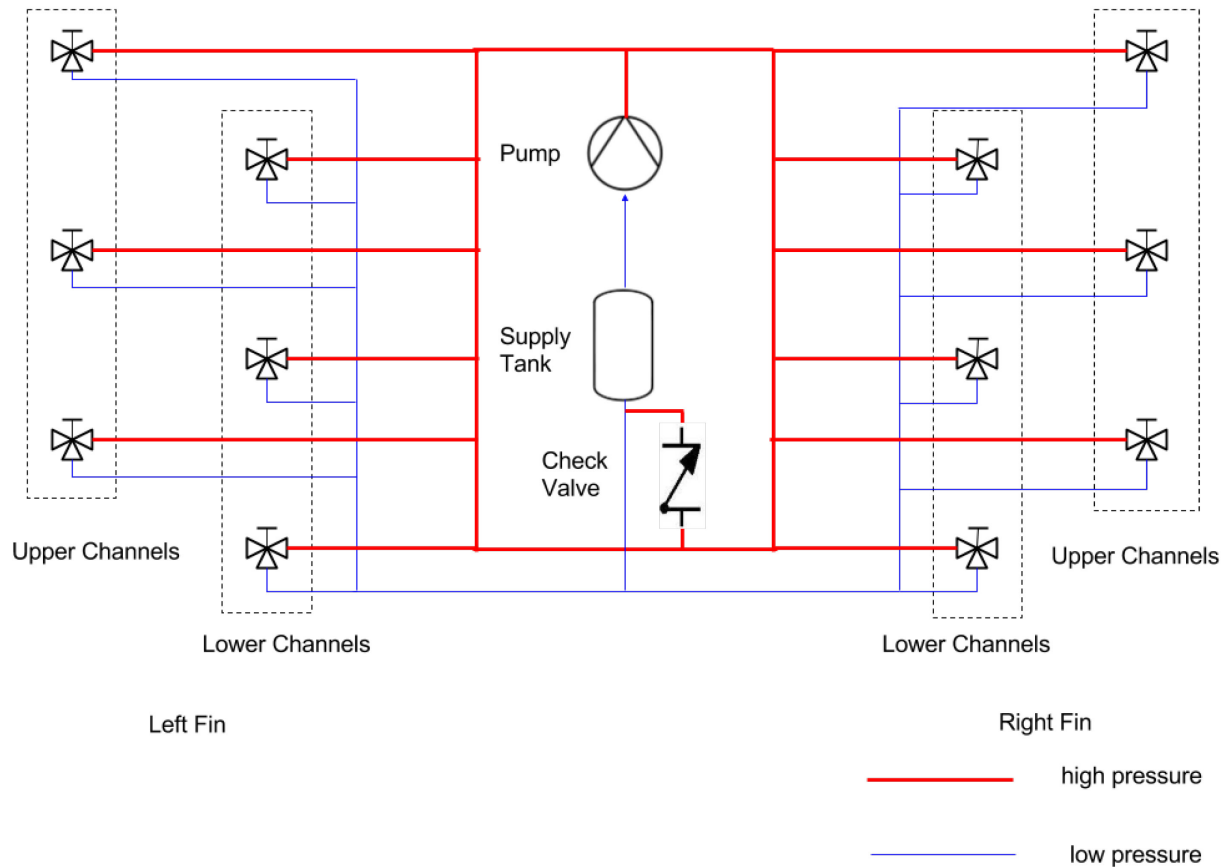 Pump
Supply
Tank
Check
Valve
Upper Channels
Upper Channels
Lower Channels
Lower Channels
Left Fin
Right Fin
high pressure
low pressure